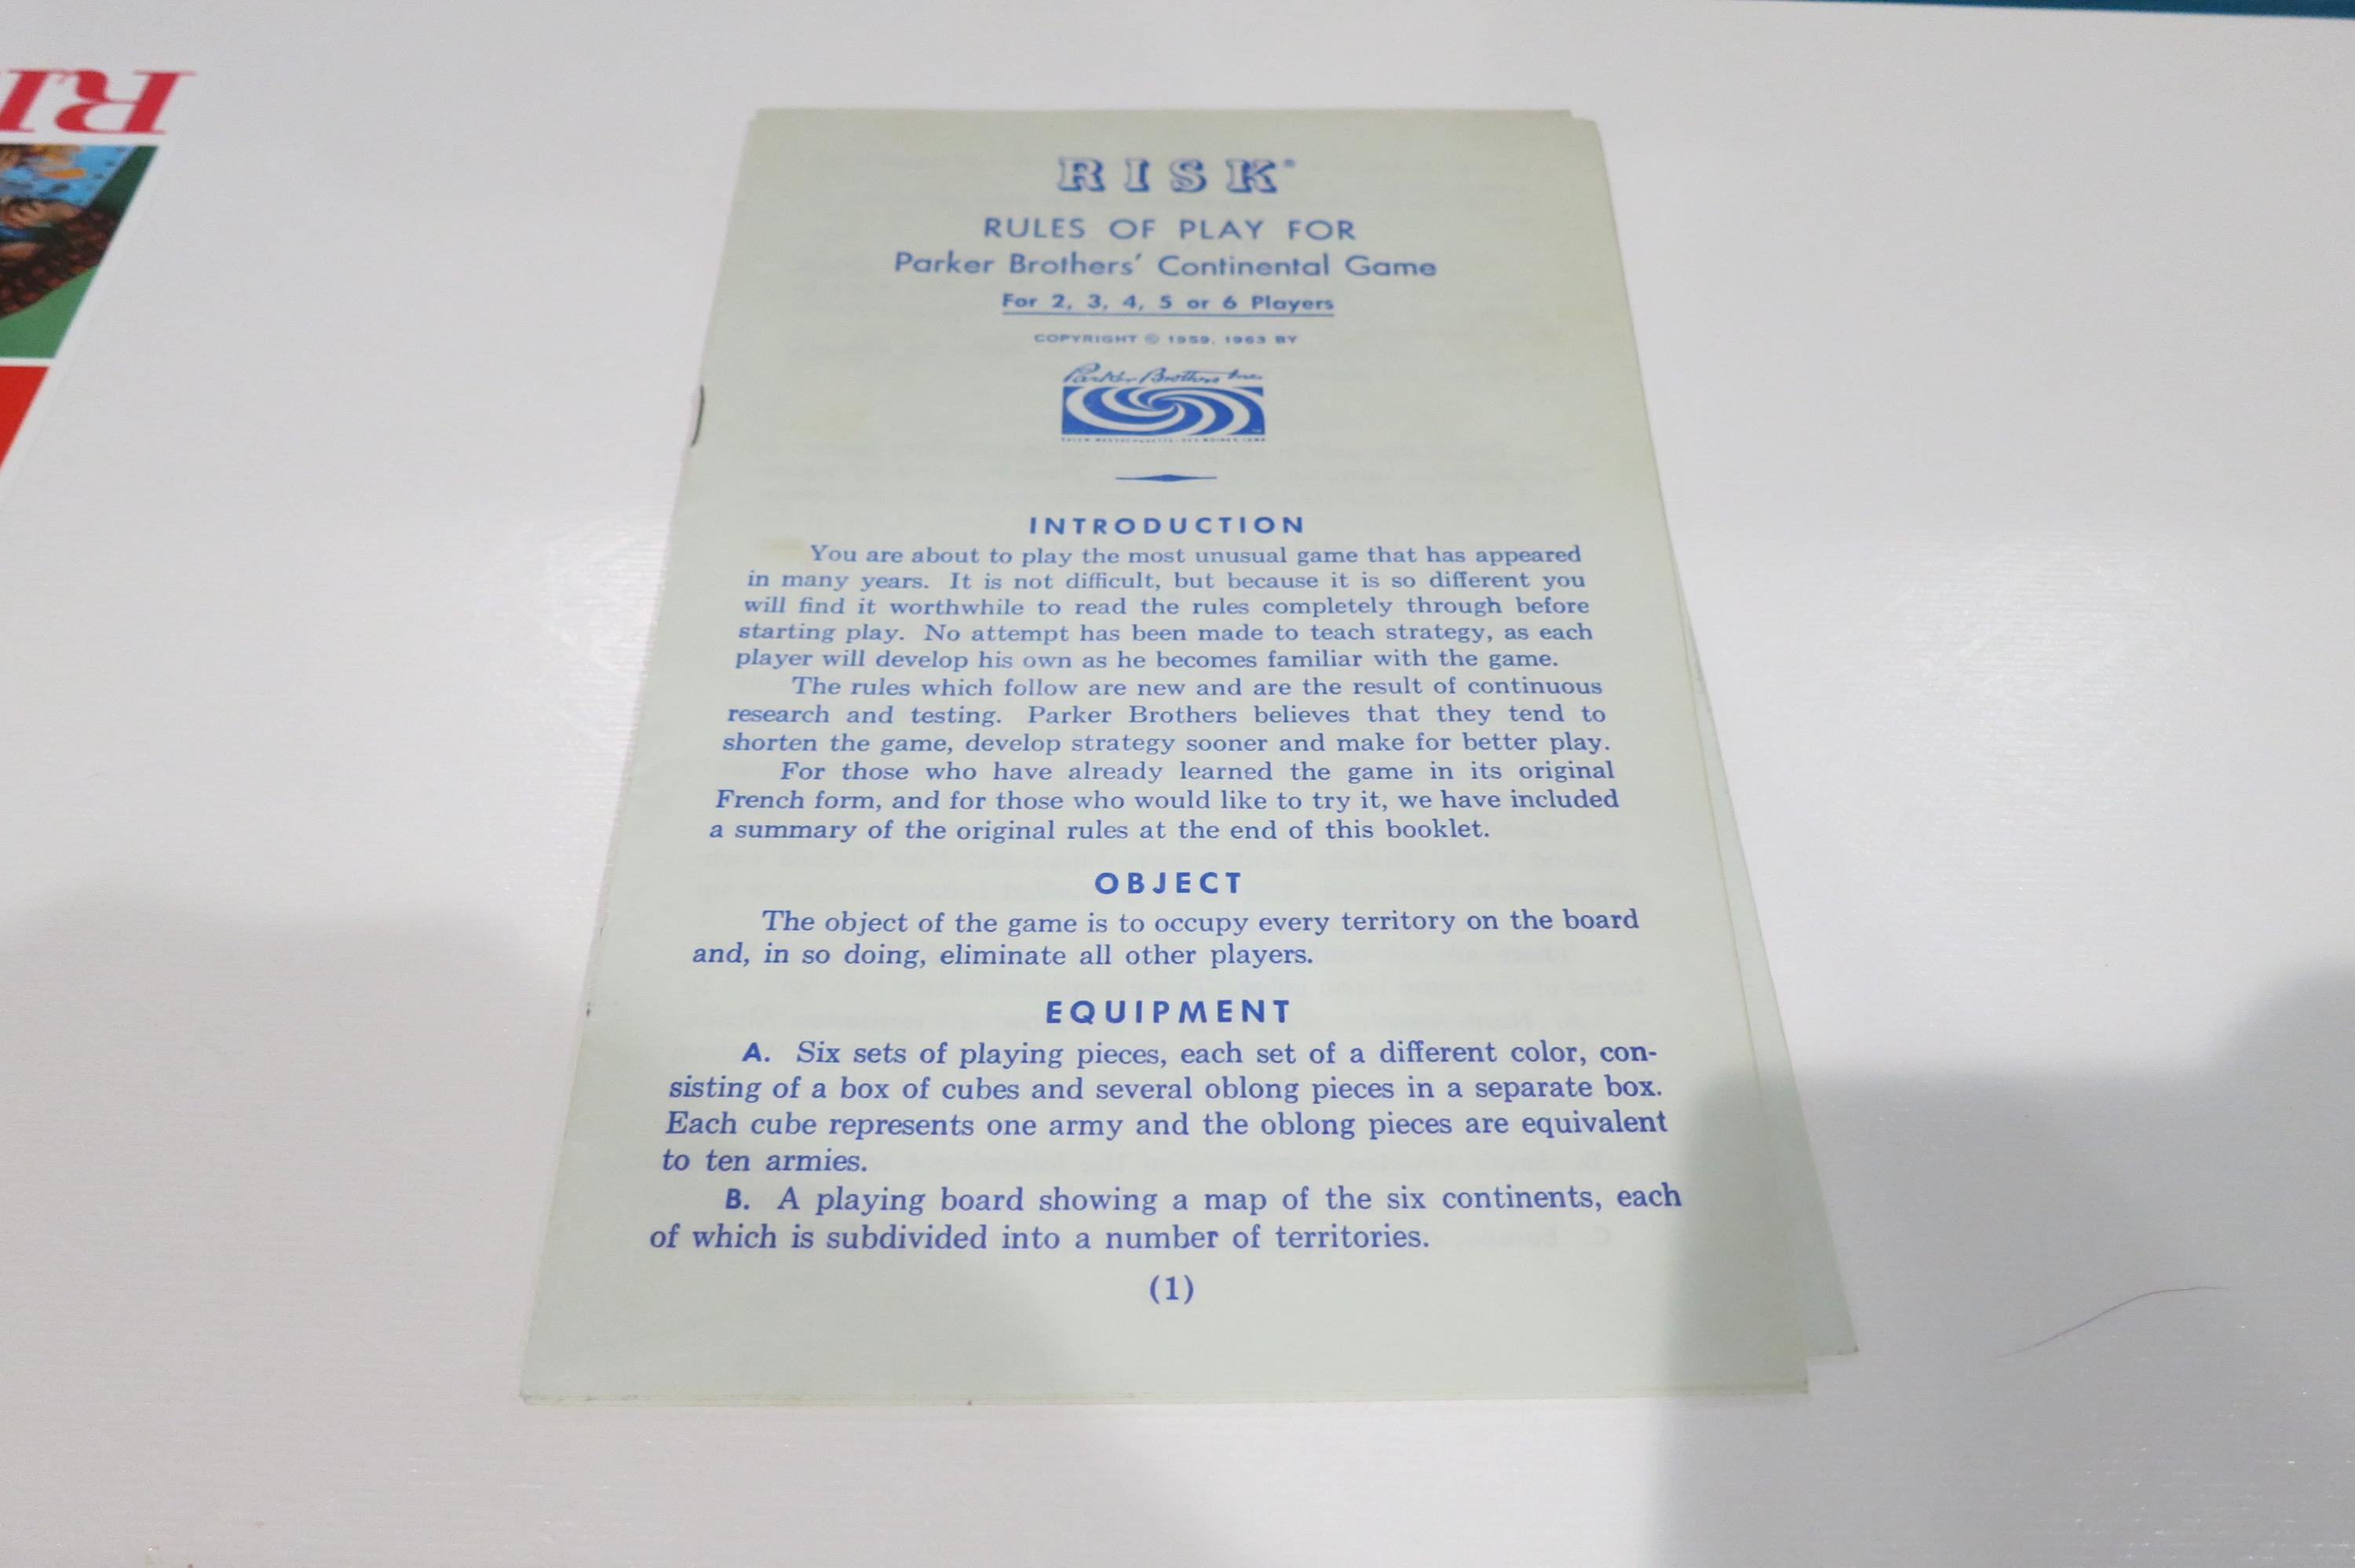 RI
RISK®
RULES OF PLAY FOR
Parker Brothers' Continental Game
For 2, 3, 4, 5 or 6 Players
COPYRIGHT © 1959, 1963 BY
Parker Brothers Inc.
SALEM MASSACHUSETTS • DES MOINES IOWA
INTRODUCTION
You are about to play the most unusual game that has appeared
in many years. It is not difficult, but because it is so different you
will find it worthwhile to read the rules completely through before
starting play. No attempt has been made to teach strategy, as each
player will develop his own as he becomes familiar with the game.
The rules which follow are new and are the result of continuous
research and testing. Parker Brothers believes that they tend to
shorten the game, develop strategy sooner and make for better play.
For those who have already learned the game in its original
French form, and for those who would like to try it, we have included
a summary of the original rules at the end of this booklet.
OBJECT
The object of the game is to occupy every territory on the board
and, in so doing, eliminate all other players.
EQUIPMENT
A. Six sets of playing pieces, each set of a different color, con-
sisting of a box of cubes and several oblong pieces in a separate box.
Each cube represents one army and the oblong pieces are equivalent
to ten armies.
B. A playing board showing a map of the six continents, each
of which is subdivided into a number of territories.
(1)